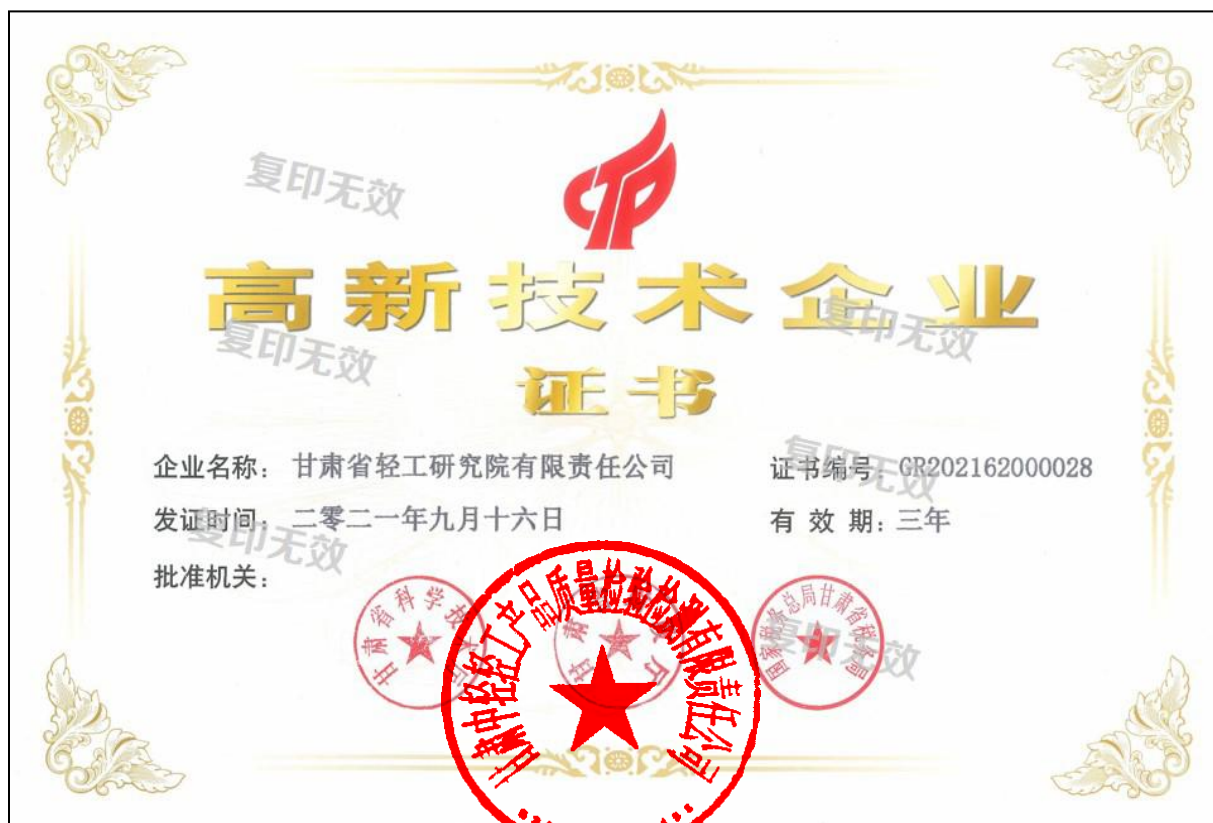 复印无效
高新技术企业
复印无效
复印无效
证书
企业名称： 甘肃省轻工研究院有限责任公司
证书编号：GR202162000028
复印无效
发证时间： 二零二一年九月十六日
有 效 期：三年
复印无效
批准机关：
甘肃省科学技术厅
国家税务总局甘肃省税务局
复印无效
甘肃中轻轻工产品质量检验检测有限责任公司